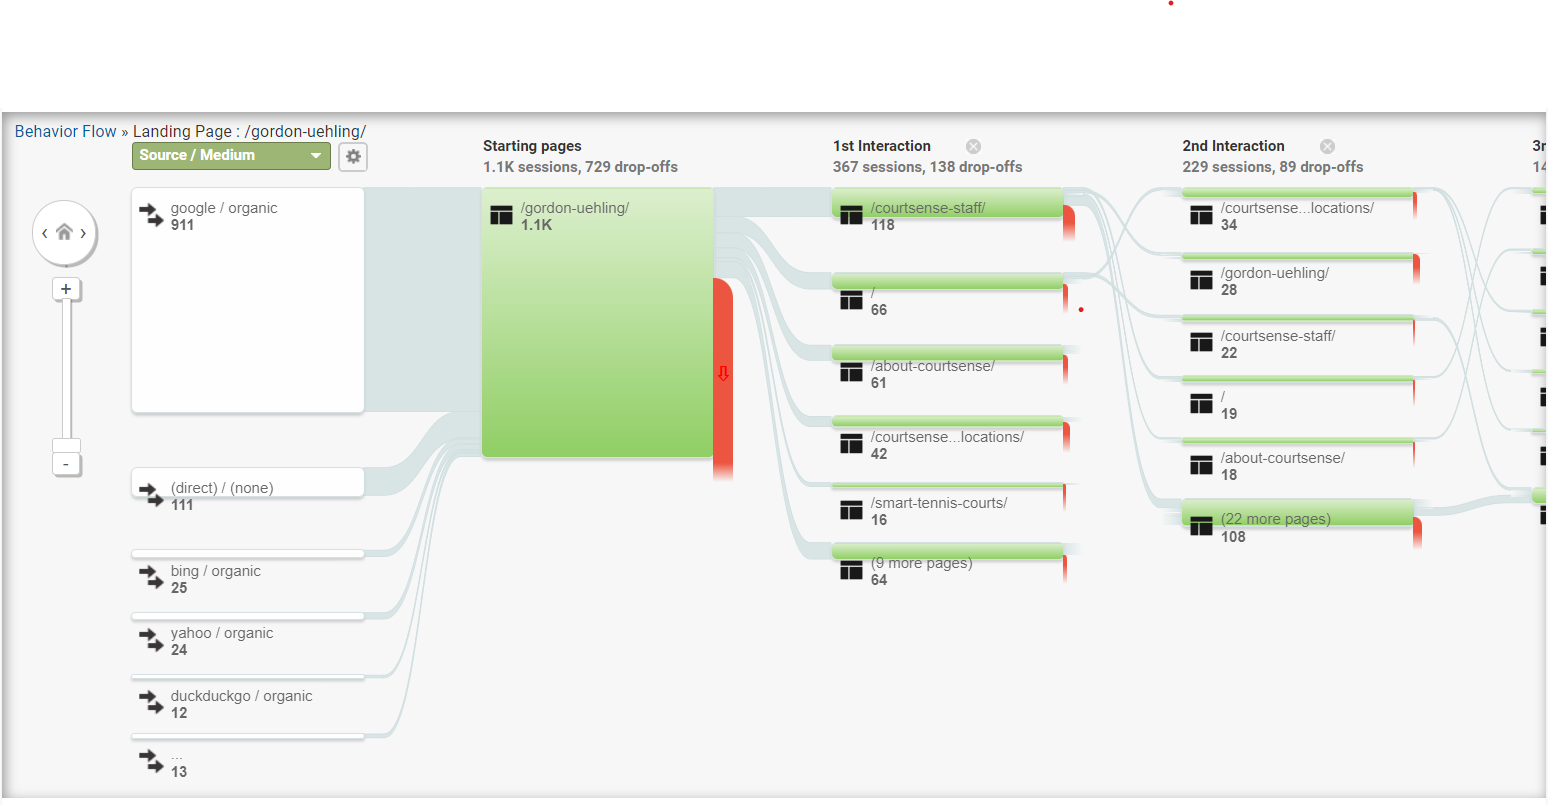 Behavior Flow » Landing Page : /gordon-uehling/
Source / Medium
Starting pages
1.1K sessions, 729 drop-offs
1st Interaction
367 sessions, 138 drop-offs
2nd Interaction
229 sessions, 89 drop-offs
google / organic
911
(direct) / (none)
111
bing / organic
25
yahoo / organic
24
duckduckgo / organic
12
...
13
/gordon-uehling/
1.1K
/courtsense-staff/
118
/
66
/about-courtsense/
61
/courtsense...locations/
42
/smart-tennis-courts/
16
(9 more pages)
64
/courtsense...locations/
34
/gordon-uehling/
28
/courtsense-staff/
22
/
19
/about-courtsense/
18
(22 more pages)
108
+
-